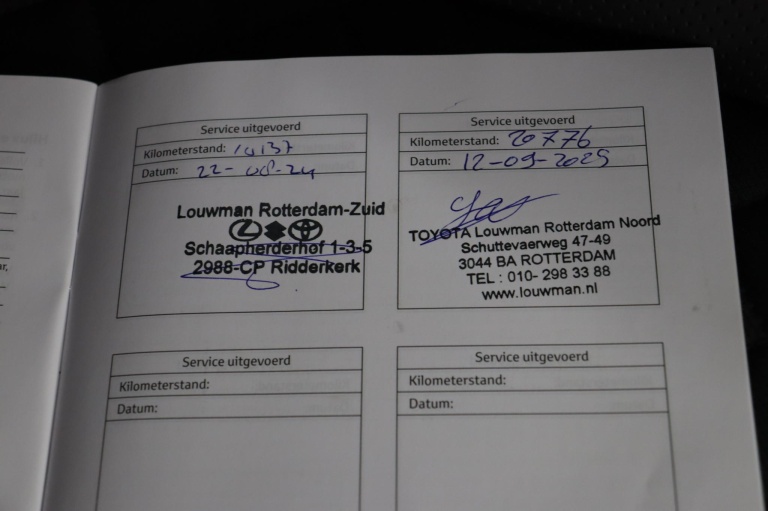 Service uitgevoerd
Kilometerstand: 10137
Datum: 22-08-24
Louwman Rotterdam-Zuid
Schaapherderhof 1-3-5
2988-CP Ridderkerk
Service uitgevoerd
Kilometerstand: 20776
Datum: 12-09-2025
TOYOTA Louwman Rotterdam Noord
Schuttevaerweg 47-49
3044 BA ROTTERDAM
TEL : 010- 298 33 88
www.louwman.nl
Service uitgevoerd
Kilometerstand:
Datum:
Service uitgevoerd
Kilometerstand:
Datum: